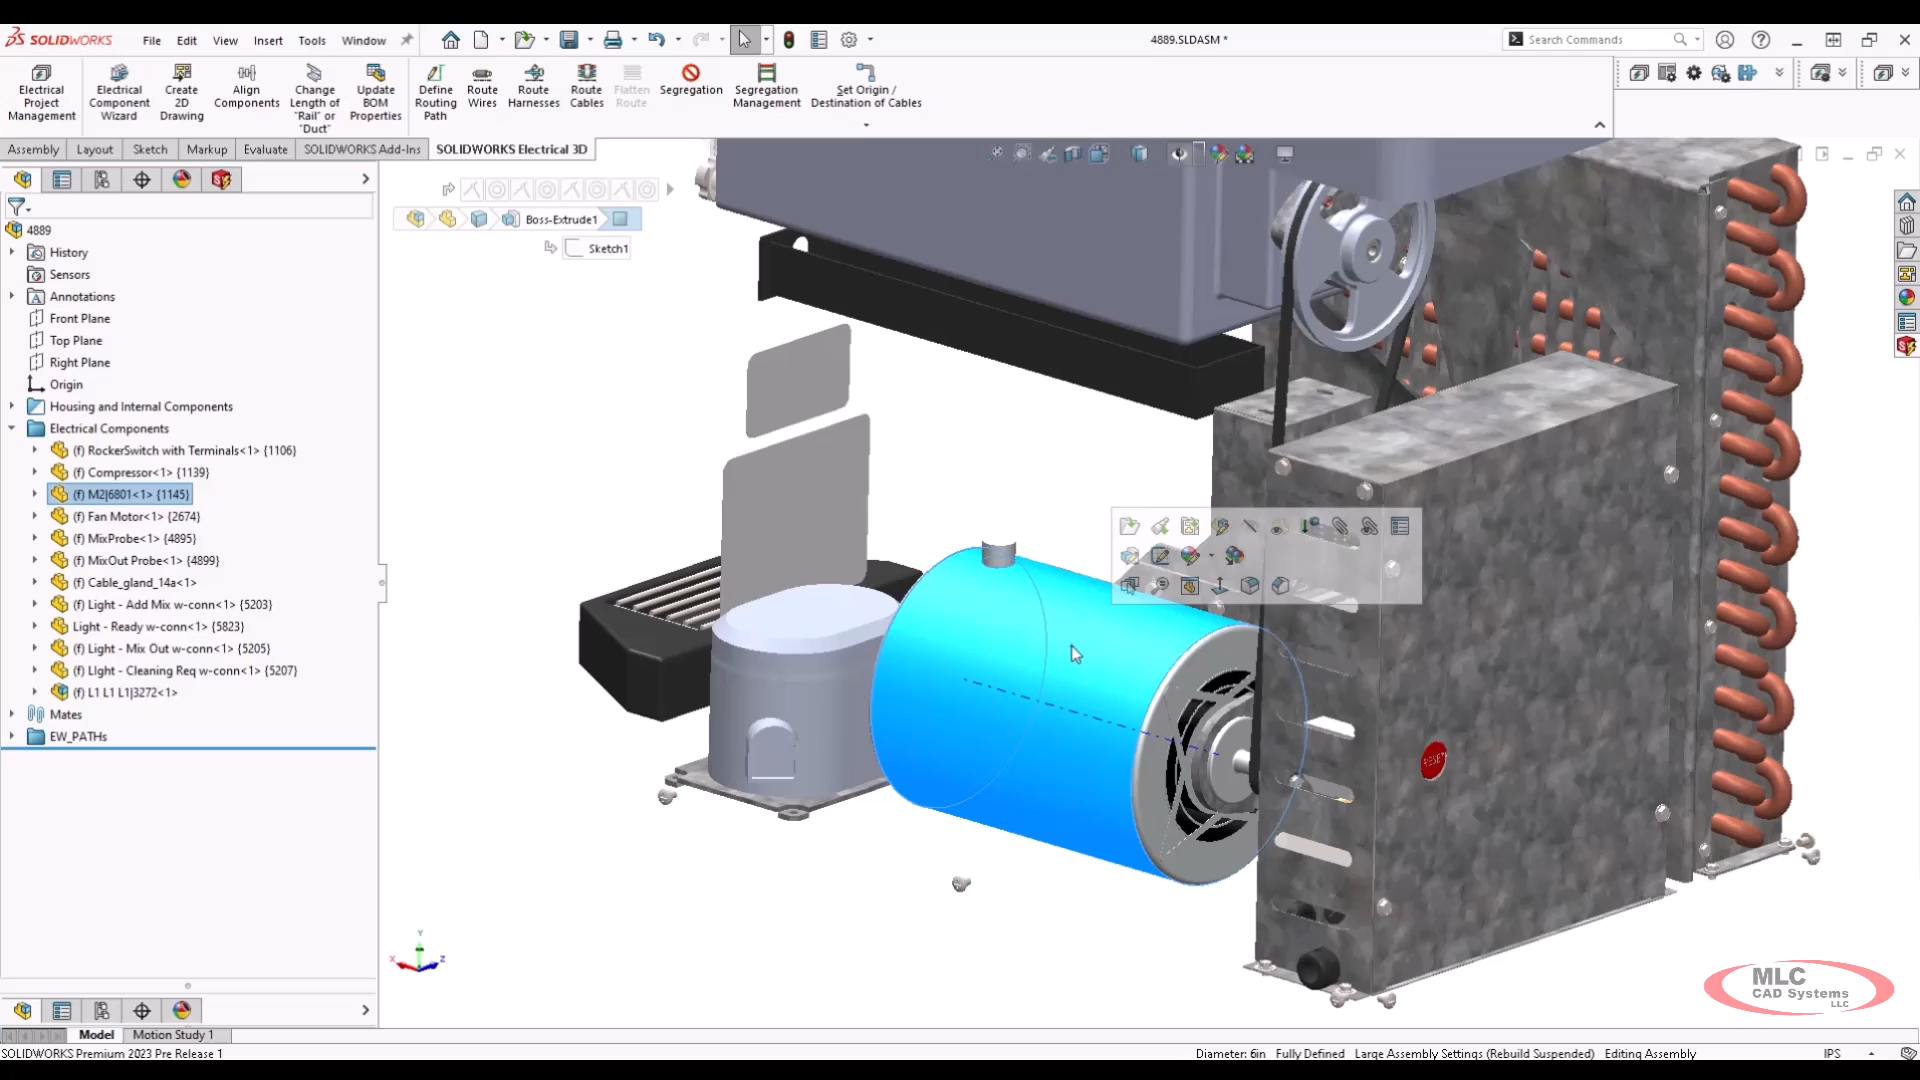 SOLIDWORKS File Edit View Insert Tools Window 4889.SLDASM * Search Commands
Electrical Project Management
Electrical Component Wizard
Create 2D Drawing
Align Components
Change Length of "Rail" or "Duct"
Update BOM Properties
Define Routing Path
Route Wires
Route Harnesses
Route Cables
Flatten Route
Segregation
Segregation Management
Set Origin / Destination of Cables
Assembly Layout Sketch Markup Evaluate SOLIDWORKS Add-Ins SOLIDWORKS Electrical 3D
Boss-Extrude1
Sketch1
4889
History
Sensors
Annotations
Front Plane
Top Plane
Right Plane
Origin
Housing and Internal Components
Electrical Components
(f) RockerSwitch with Terminals<1> {1106}
(f) Compressor<1> {1139}
(f) M2|6801<1> {1145}
(f) Fan Motor<1> {2674}
(f) MixProbe<1> {4895}
(f) MixOut Probe<1> {4899}
(f) Cable_gland_14a<1>
(f) Light - Add Mix w-conn<1> {5203}
Light - Ready w-conn<1> {5823}
(f) Light - Mix Out w-conn<1> {5205}
(f) LIght - Cleaning Req w-conn<1> {5207}
(f) L1 L1 L1|3272<1>
Mates
EW_PATHs
RESET
Y
X
Z
MLC
CAD Systems
LLC
Model Motion Study 1
SOLIDWORKS Premium 2023 Pre Release 1 Diameter: 6in Fully Defined Large Assembly Settings (Rebuild Suspended) Editing Assembly IPS